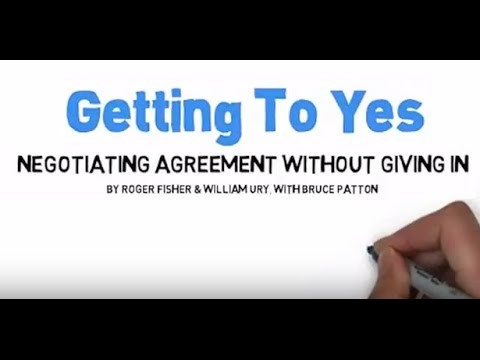 Getting To Yes
NEGOTIATING AGREEMENT WITHOUT GIVING IN
BY ROGER FISHER & WILLIAM URY, WITH BRUCE PATTON